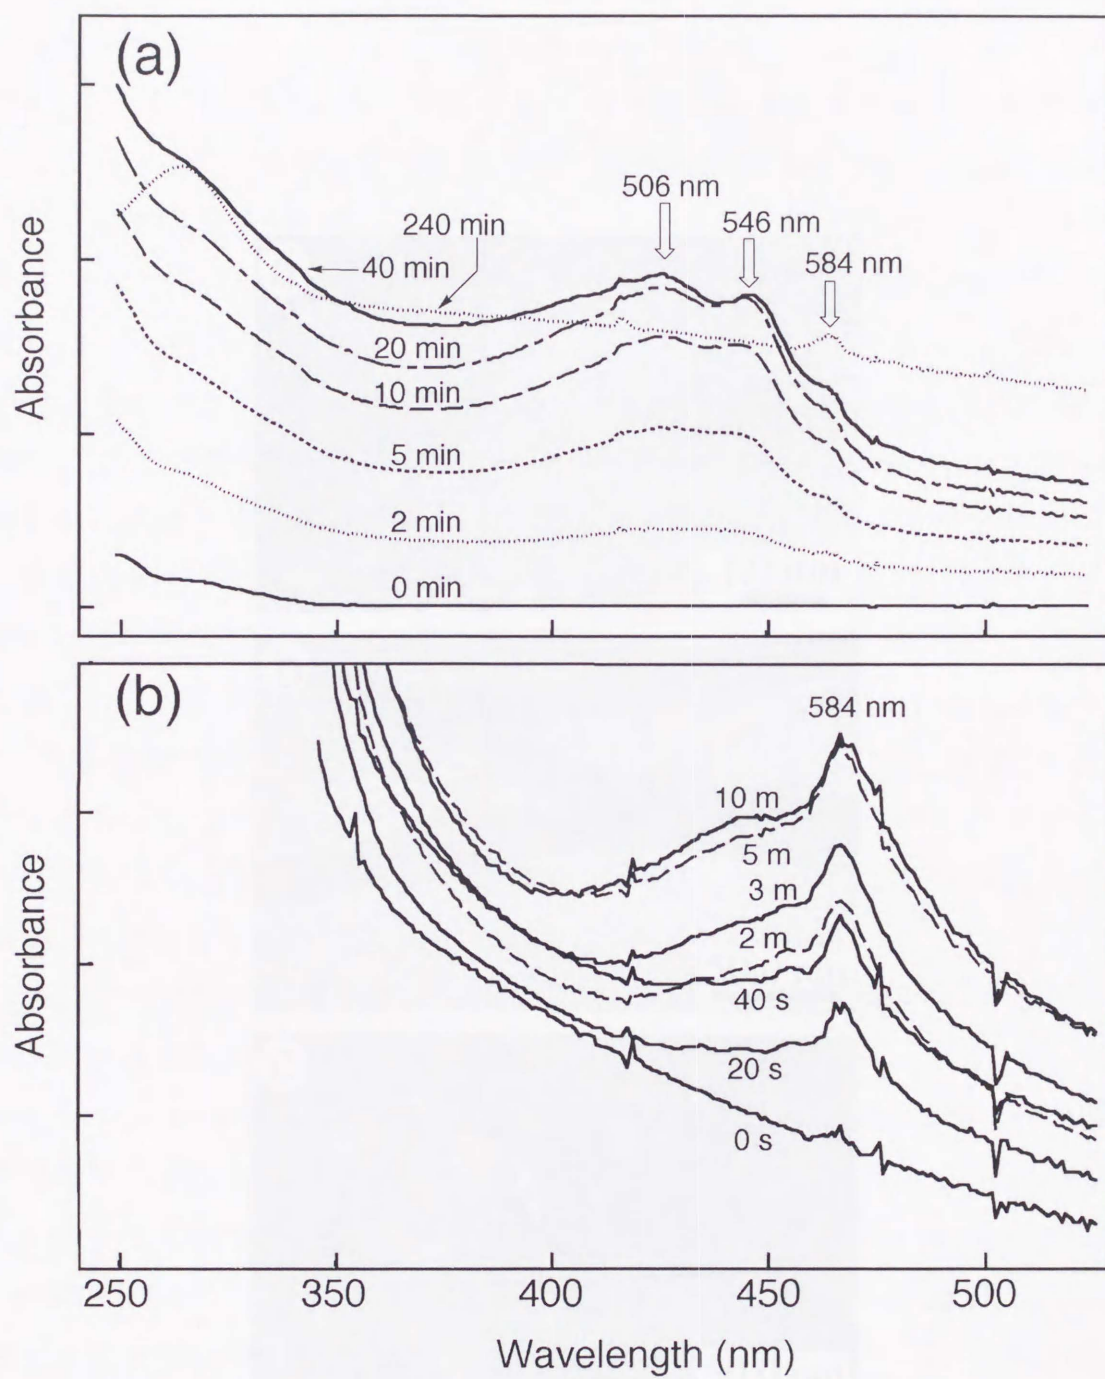 (a)
506 nm
546 nm
584 nm
240 min
40 min
20 min
10 min
5 min
2 min
0 min
Absorbance
(b)
584 nm
10 m
5 m
3 m
2 m
40 s
20 s
0 s
Absorbance
250 350 400 450 500
Wavelength (nm)